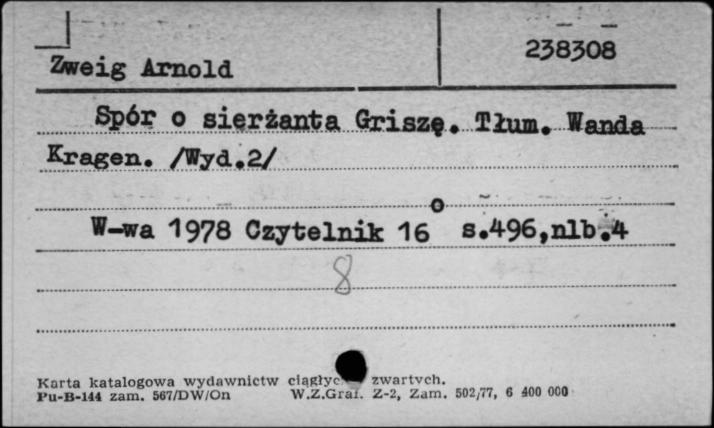 238308
Zweig Arnold
Spór o sierżanta Griszę. Tłum. Wanda
Kragen. /Wyd.2/
W-wa 1978 Czytelnik 16° s.496,nlb.4
8
Karta katalogowa wydawnictw zwartych.
Pu-B-144 zam. 567/DW/On W.Z.Graf. Z-2, Zam. 502/77, 6 400 000